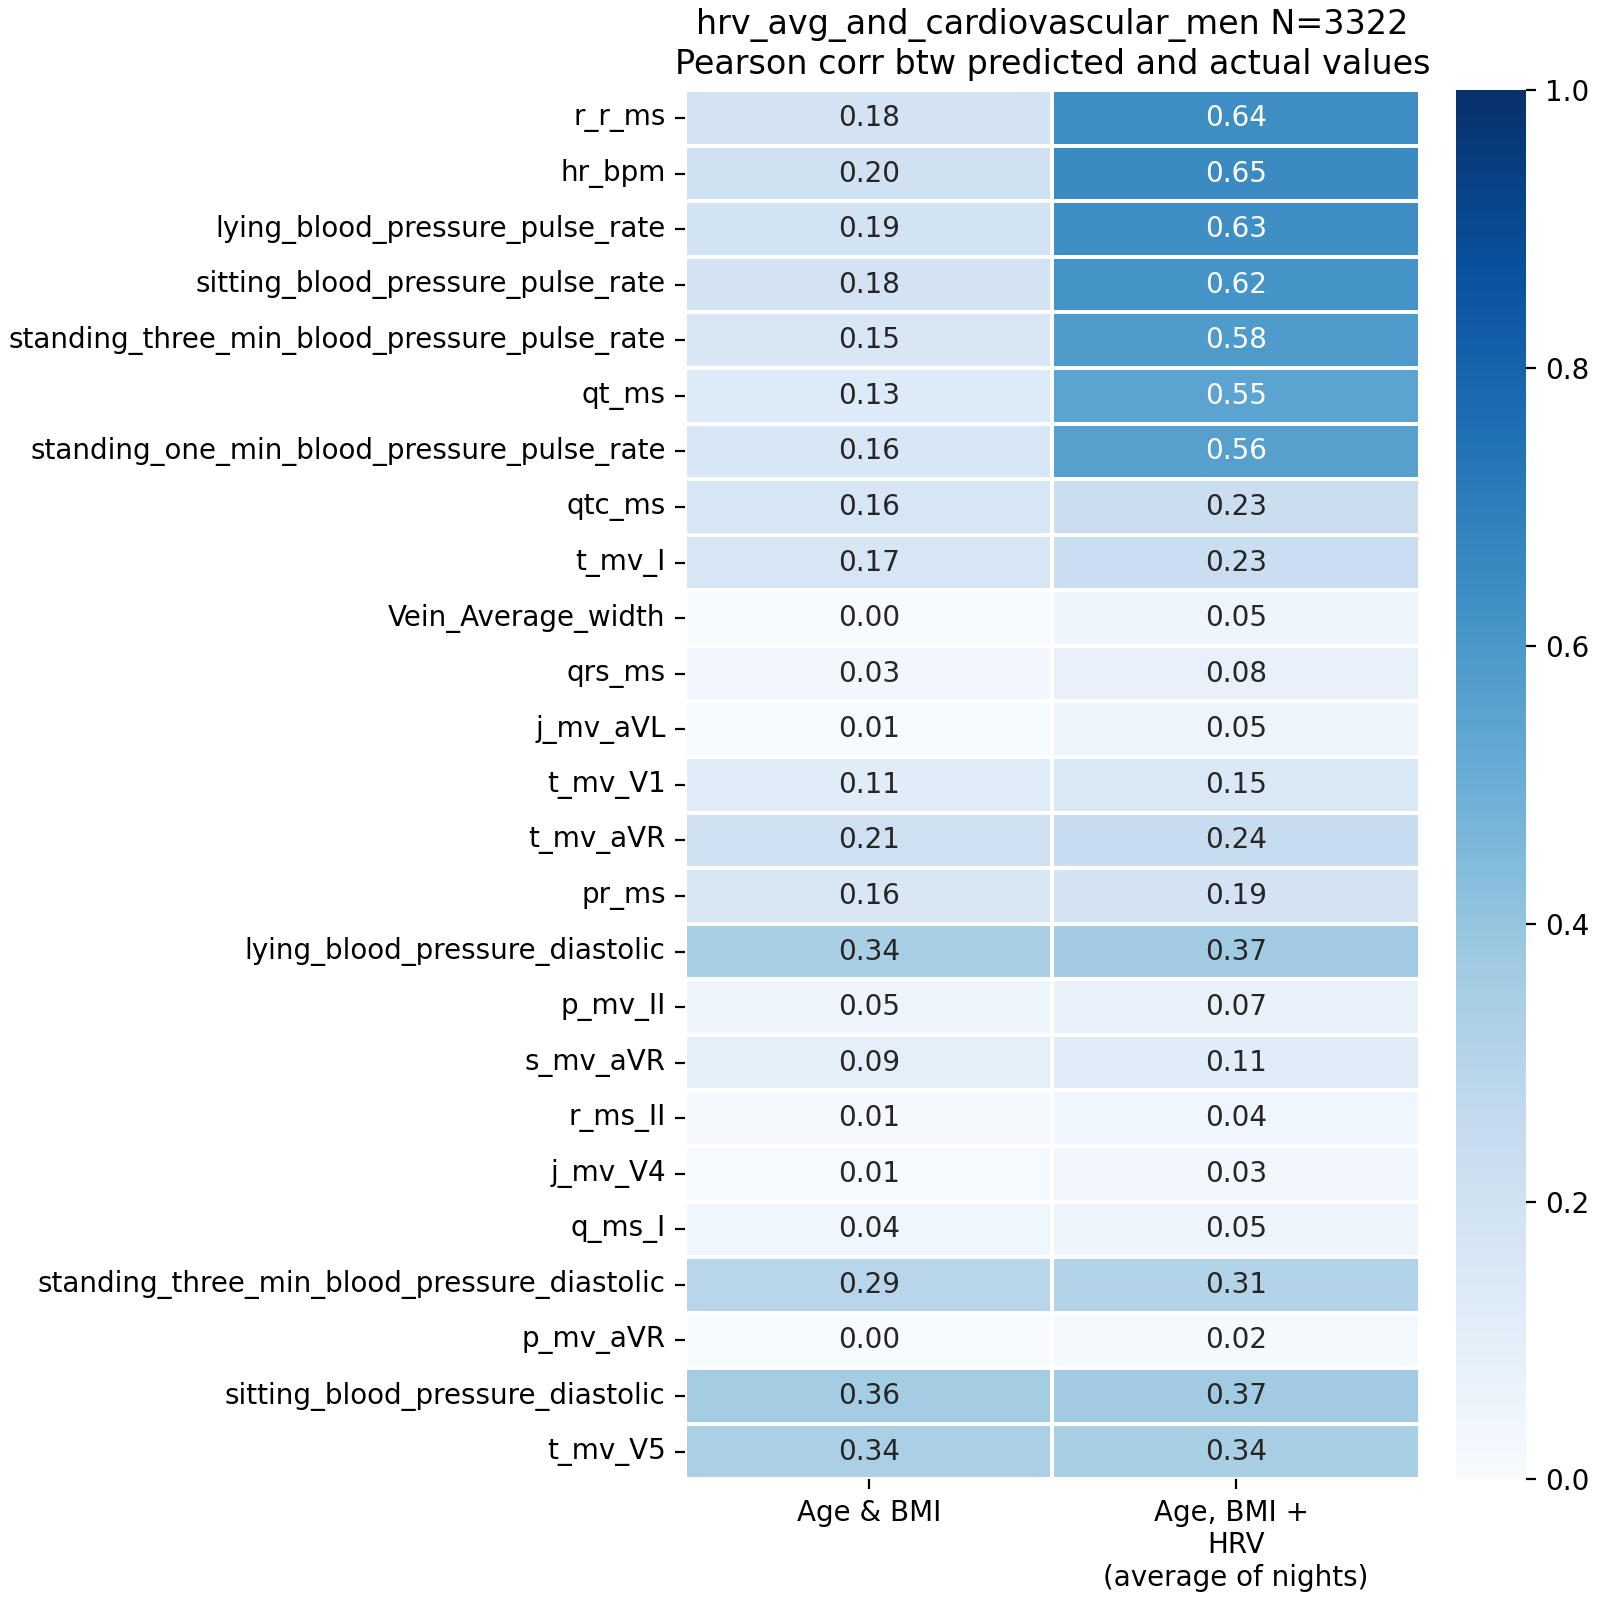 hrv_avg_and_cardiovascular_men N=3322
Pearson corr btw predicted and actual values
r_r_ms 0.18 0.64
hr_bpm 0.20 0.65
lying_blood_pressure_pulse_rate 0.19 0.63
sitting_blood_pressure_pulse_rate 0.18 0.62
standing_three_min_blood_pressure_pulse_rate 0.15 0.58
qt_ms 0.13 0.55
standing_one_min_blood_pressure_pulse_rate 0.16 0.56
qtc_ms 0.16 0.23
t_mv_I 0.17 0.23
Vein_Average_width 0.00 0.05
qrs_ms 0.03 0.08
j_mv_aVL 0.01 0.05
t_mv_V1 0.11 0.15
t_mv_aVR 0.21 0.24
pr_ms 0.16 0.19
lying_blood_pressure_diastolic 0.34 0.37
p_mv_II 0.05 0.07
s_mv_aVR 0.09 0.11
r_ms_II 0.01 0.04
j_mv_V4 0.01 0.03
q_ms_I 0.04 0.05
standing_three_min_blood_pressure_diastolic 0.29 0.31
p_mv_aVR 0.00 0.02
sitting_blood_pressure_diastolic 0.36 0.37
t_mv_V5 0.34 0.34
Age & BMI
Age, BMI +
HRV
(average of nights)
1.0
0.8
0.6
0.4
0.2
0.0